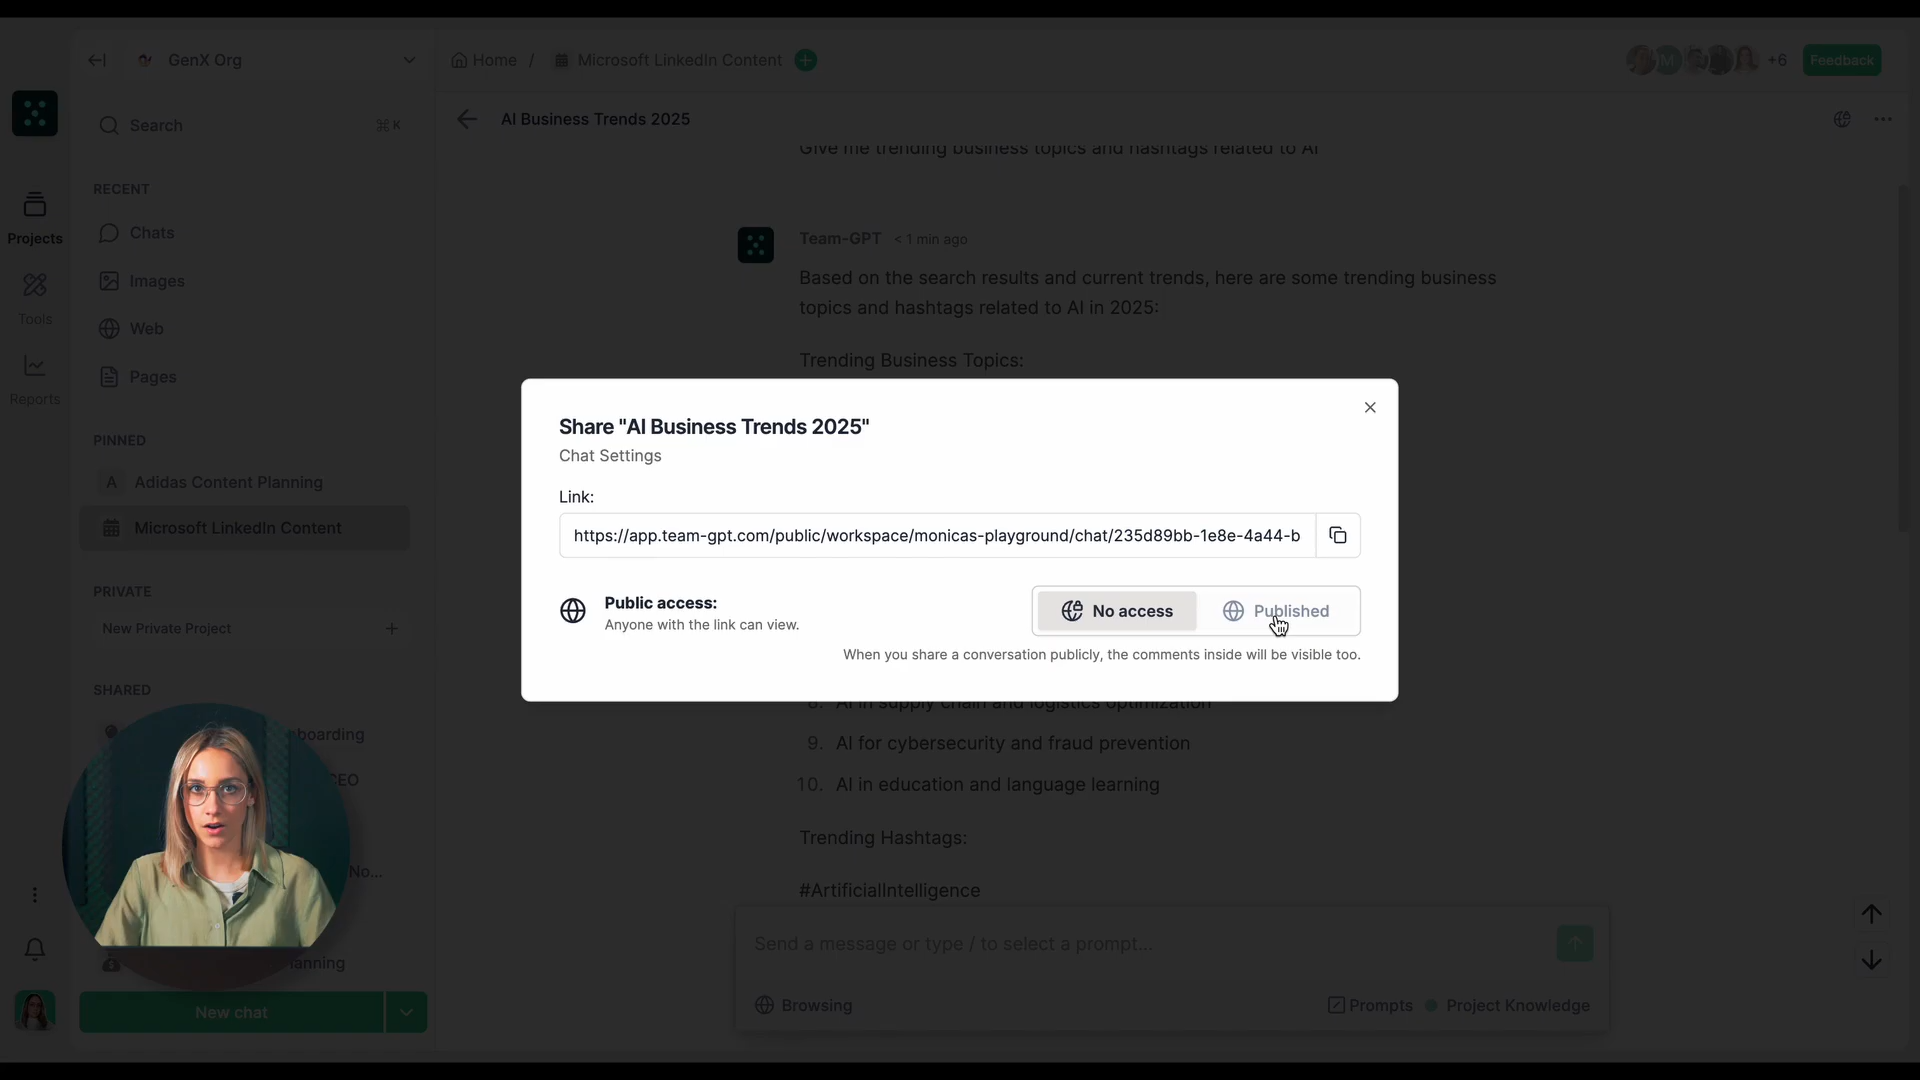 GenX Org
Home / Microsoft LinkedIn Content
M
+6
Feedback
Search
⌘ K
AI Business Trends 2025
Give me trending business topics and hashtags related to AI
RECENT
Chats
Projects
Team-GPT < 1 min ago
Images
Based on the search results and current trends, here are some trending business
topics and hashtags related to AI in 2025:
Tools
Web
Trending Business Topics:
Pages
Reports
PINNED
A Adidas Content Planning
Microsoft LinkedIn Content
Share "AI Business Trends 2025"
Chat Settings
Link:
https://app.team-gpt.com/public/workspace/monicas-playground/chat/235d89bb-1e8e-4a44-b
Public access:
Anyone with the link can view.
No access
Published
When you share a conversation publicly, the comments inside will be visible too.
PRIVATE
New Private Project
SHARED
8. AI in supply chain and logistics optimization
9. AI for cybersecurity and fraud prevention
10. AI in education and language learning
boarding
CEO
No...
anning
Trending Hashtags:
#ArtificialIntelligence
Send a message or type / to select a prompt...
Browsing
Prompts
Project Knowledge
New chat